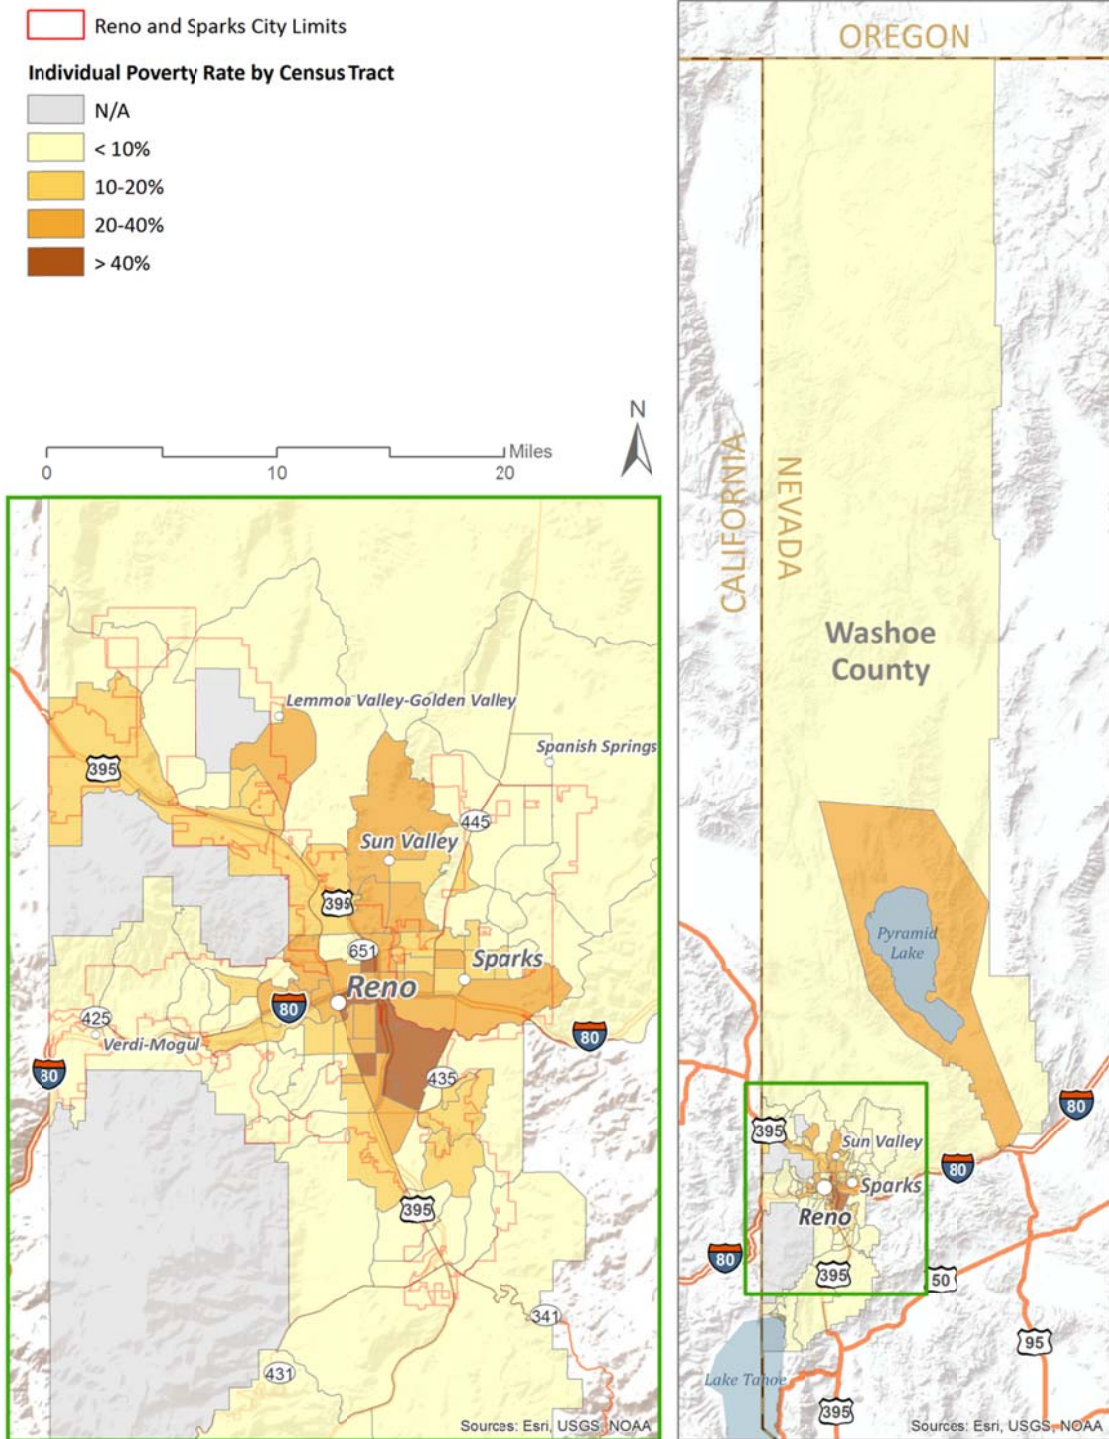 Reno and Sparks City Limits
Individual Poverty Rate by Census Tract
N/A
< 10%
10-20%
20-40%
> 40%
N
Miles
0 10 20
Lemmon Valley-Golden Valley
Spanish Springs
395
445
Sun Valley
395
651
Sparks
Reno
80
425
Verdi-Mogul
80
80
435
395
341
431
Sources: Esri, USGS, NOAA
OREGON
CALIFORNIA
NEVADA
Washoe
County
Pyramid
Lake
80
395
Sun Valley
80
Sparks
Reno
80
395
50
95
Lake Tahoe
395
Sources: Esri, USGS, NOAA